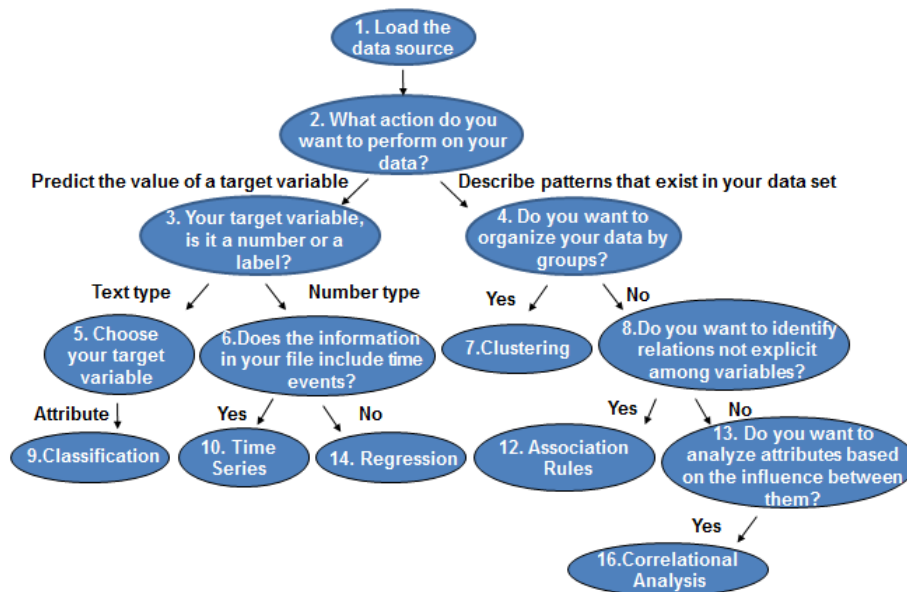 1. Load the
data source
2. What action do you
want to perform on your
data?
Predict the value of a target variable
Describe patterns that exist in your data set
3. Your target variable,
is it a number or a
label?
4. Do you want to
organize your data by
groups?
Text type
Number type
Yes
No
5. Choose
your target
variable
6.Does the information
in your file include time
events?
7.Clustering
8.Do you want to identify
relations not explicit
among variables?
Attribute
Yes
No
Yes
No
9.Classification
10. Time
Series
14. Regression
12. Association
Rules
13. Do you want to
analyze attributes based
on the influence between
them?
Yes
16.Correlational
Analysis